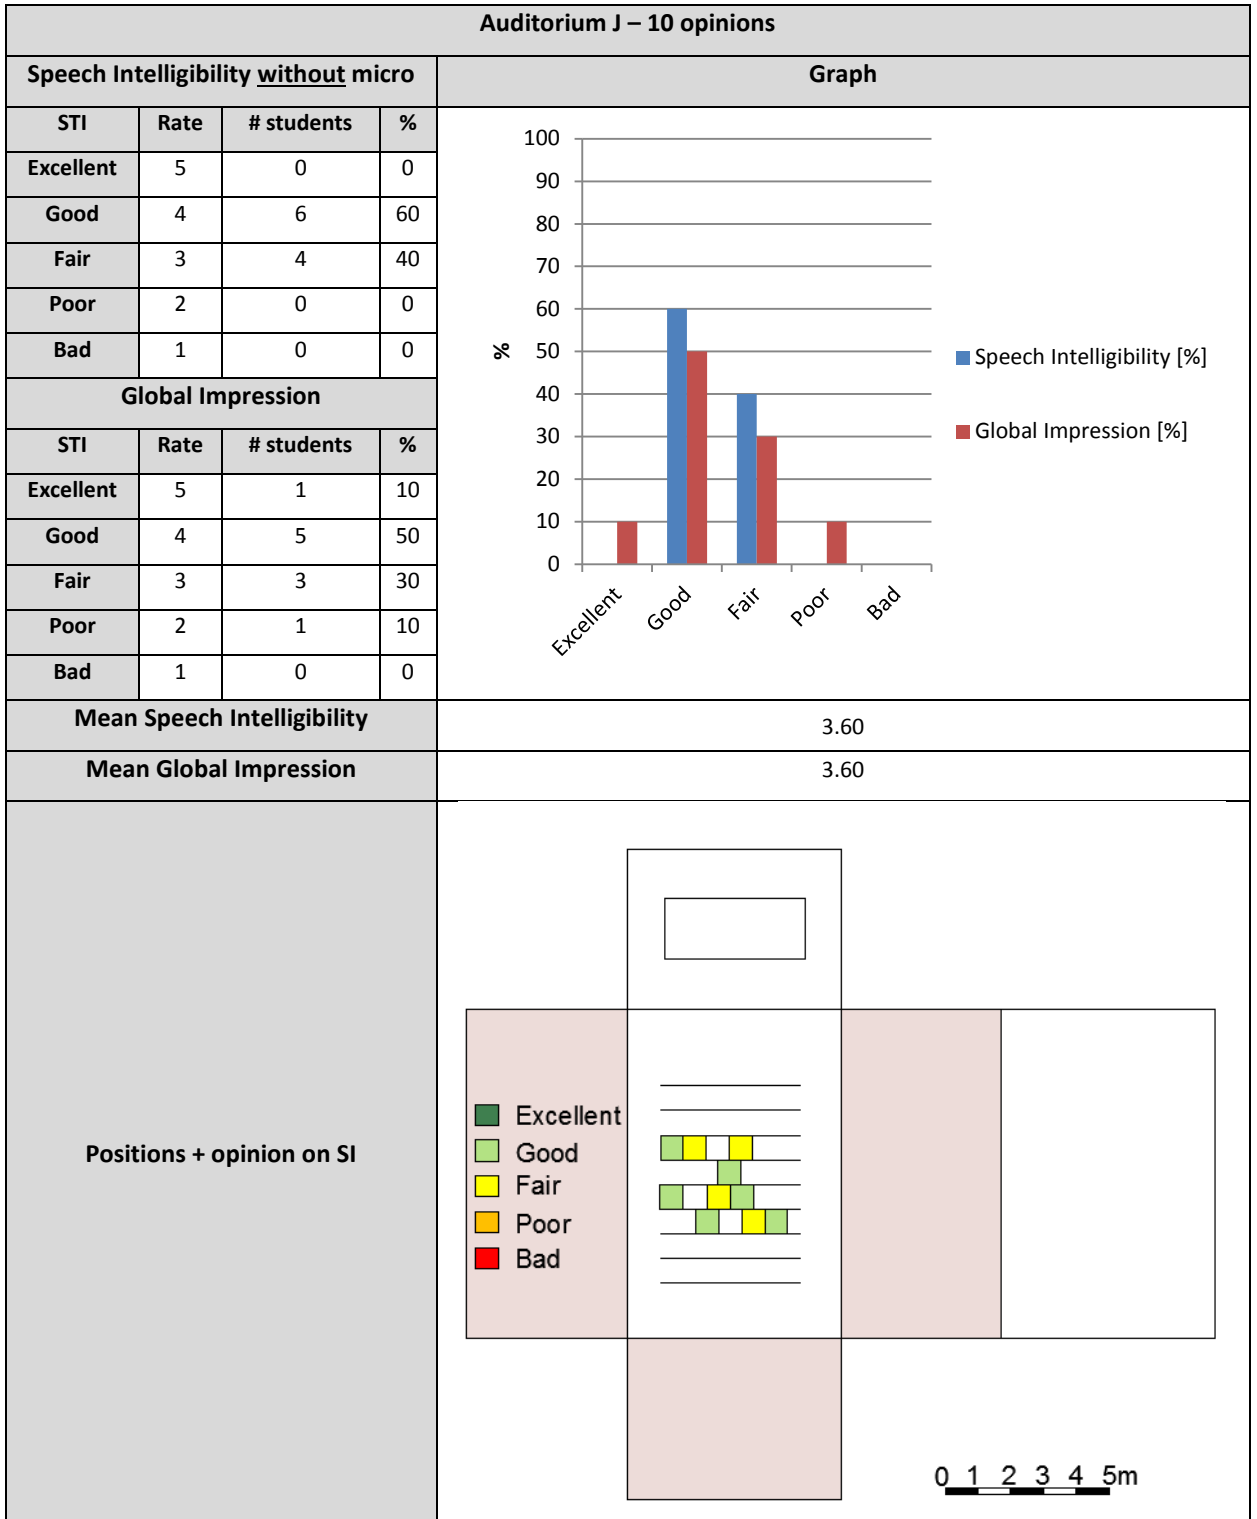 Auditorium J – 10 opinions
Speech Intelligibility without micro
Graph
STI Rate # students %
Excellent 5 0 0
Good 4 6 60
Fair 3 4 40
Poor 2 0 0
Bad 1 0 0
Global Impression
STI Rate # students %
Excellent 5 1 10
Good 4 5 50
Fair 3 3 30
Poor 2 1 10
Bad 1 0 0
100
90
80
70
60
50
40
30
20
10
0
%
Excellent Good Fair Poor Bad
Speech Intelligibility [%]
Global Impression [%]
Mean Speech Intelligibility 3.60
Mean Global Impression 3.60
Positions + opinion on SI
Excellent
Good
Fair
Poor
Bad
0 1 2 3 4 5m